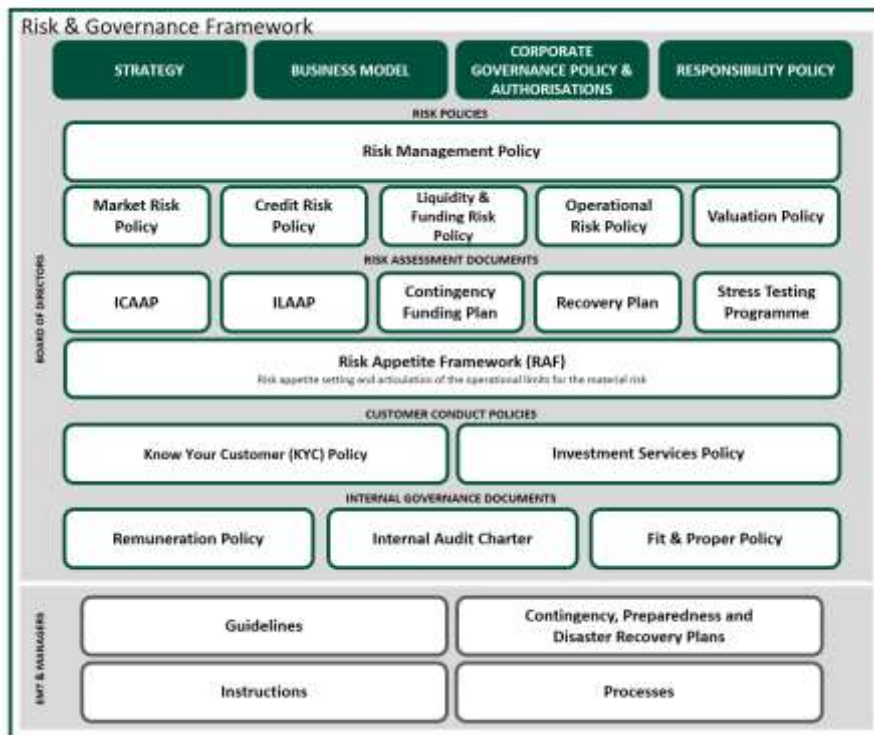 Risk & Governance Framework
STRATEGY
BUSINESS MODEL
CORPORATE
GOVERNANCE POLICY &
AUTHORISATIONS
RESPONSIBILITY POLICY
RISK POLICIES
Risk Management Policy
Market Risk
Policy
Credit Risk
Policy
Liquidity &
Funding Risk
Policy
Operational
Risk Policy
Valuation Policy
RISK ASSESSMENT DOCUMENTS
ICAAP
ILAAP
Contingency
Funding Plan
Recovery Plan
Stress Testing
Programme
Risk Appetite Framework (RAF)
Risk appetite setting and articulation of the operational limits for the material risk
CUSTOMER CONDUCT POLICIES
Know Your Customer (KYC) Policy
Investment Services Policy
INTERNAL GOVERNANCE DOCUMENTS
Remuneration Policy
Internal Audit Charter
Fit & Proper Policy
BOARD OF DIRECTORS
Guidelines
Contingency, Preparedness and
Disaster Recovery Plans
Instructions
Processes
EMT & MANAGERS